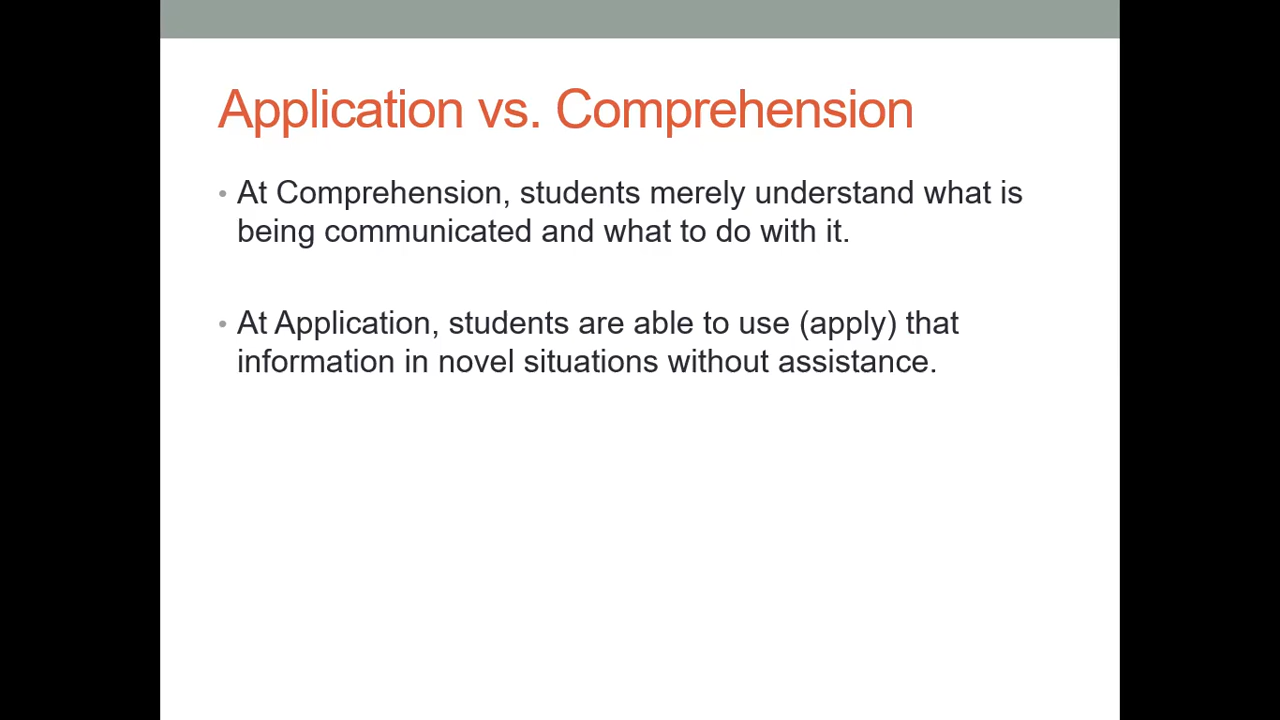 Application vs. Comprehension
• At Comprehension, students merely understand what is
being communicated and what to do with it.
• At Application, students are able to use (apply) that
information in novel situations without assistance.